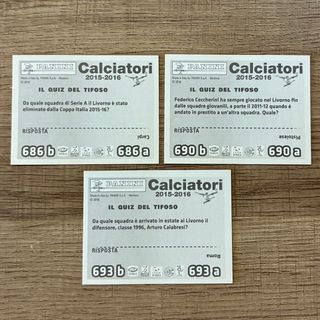 PANINI
Calciatori
2015-2016
IL QUIZ DEL TIFOSO
Da quale squadra di Serie A il Livorno è stato
eliminato dalla Coppa Italia 2015-16?
RISPOSTA
Carpi
686 b
686 a
PANINI
Calciatori
2015-2016
IL QUIZ DEL TIFOSO
Federico Ceccherini ha sempre giocato nel Livorno fin
dalle squadre giovanili, a parte il 2011-12 quando è
andato in prestito a un'altra squadra. Quale?
RISPOSTA
Pistoiese
690 b
690 a
PANINI
Calciatori
2015-2016
IL QUIZ DEL TIFOSO
Da quale squadra è arrivato in estate al Livorno il
difensore, classe 1996, Arturo Calabresi?
RISPOSTA
Roma
693 b
693 a